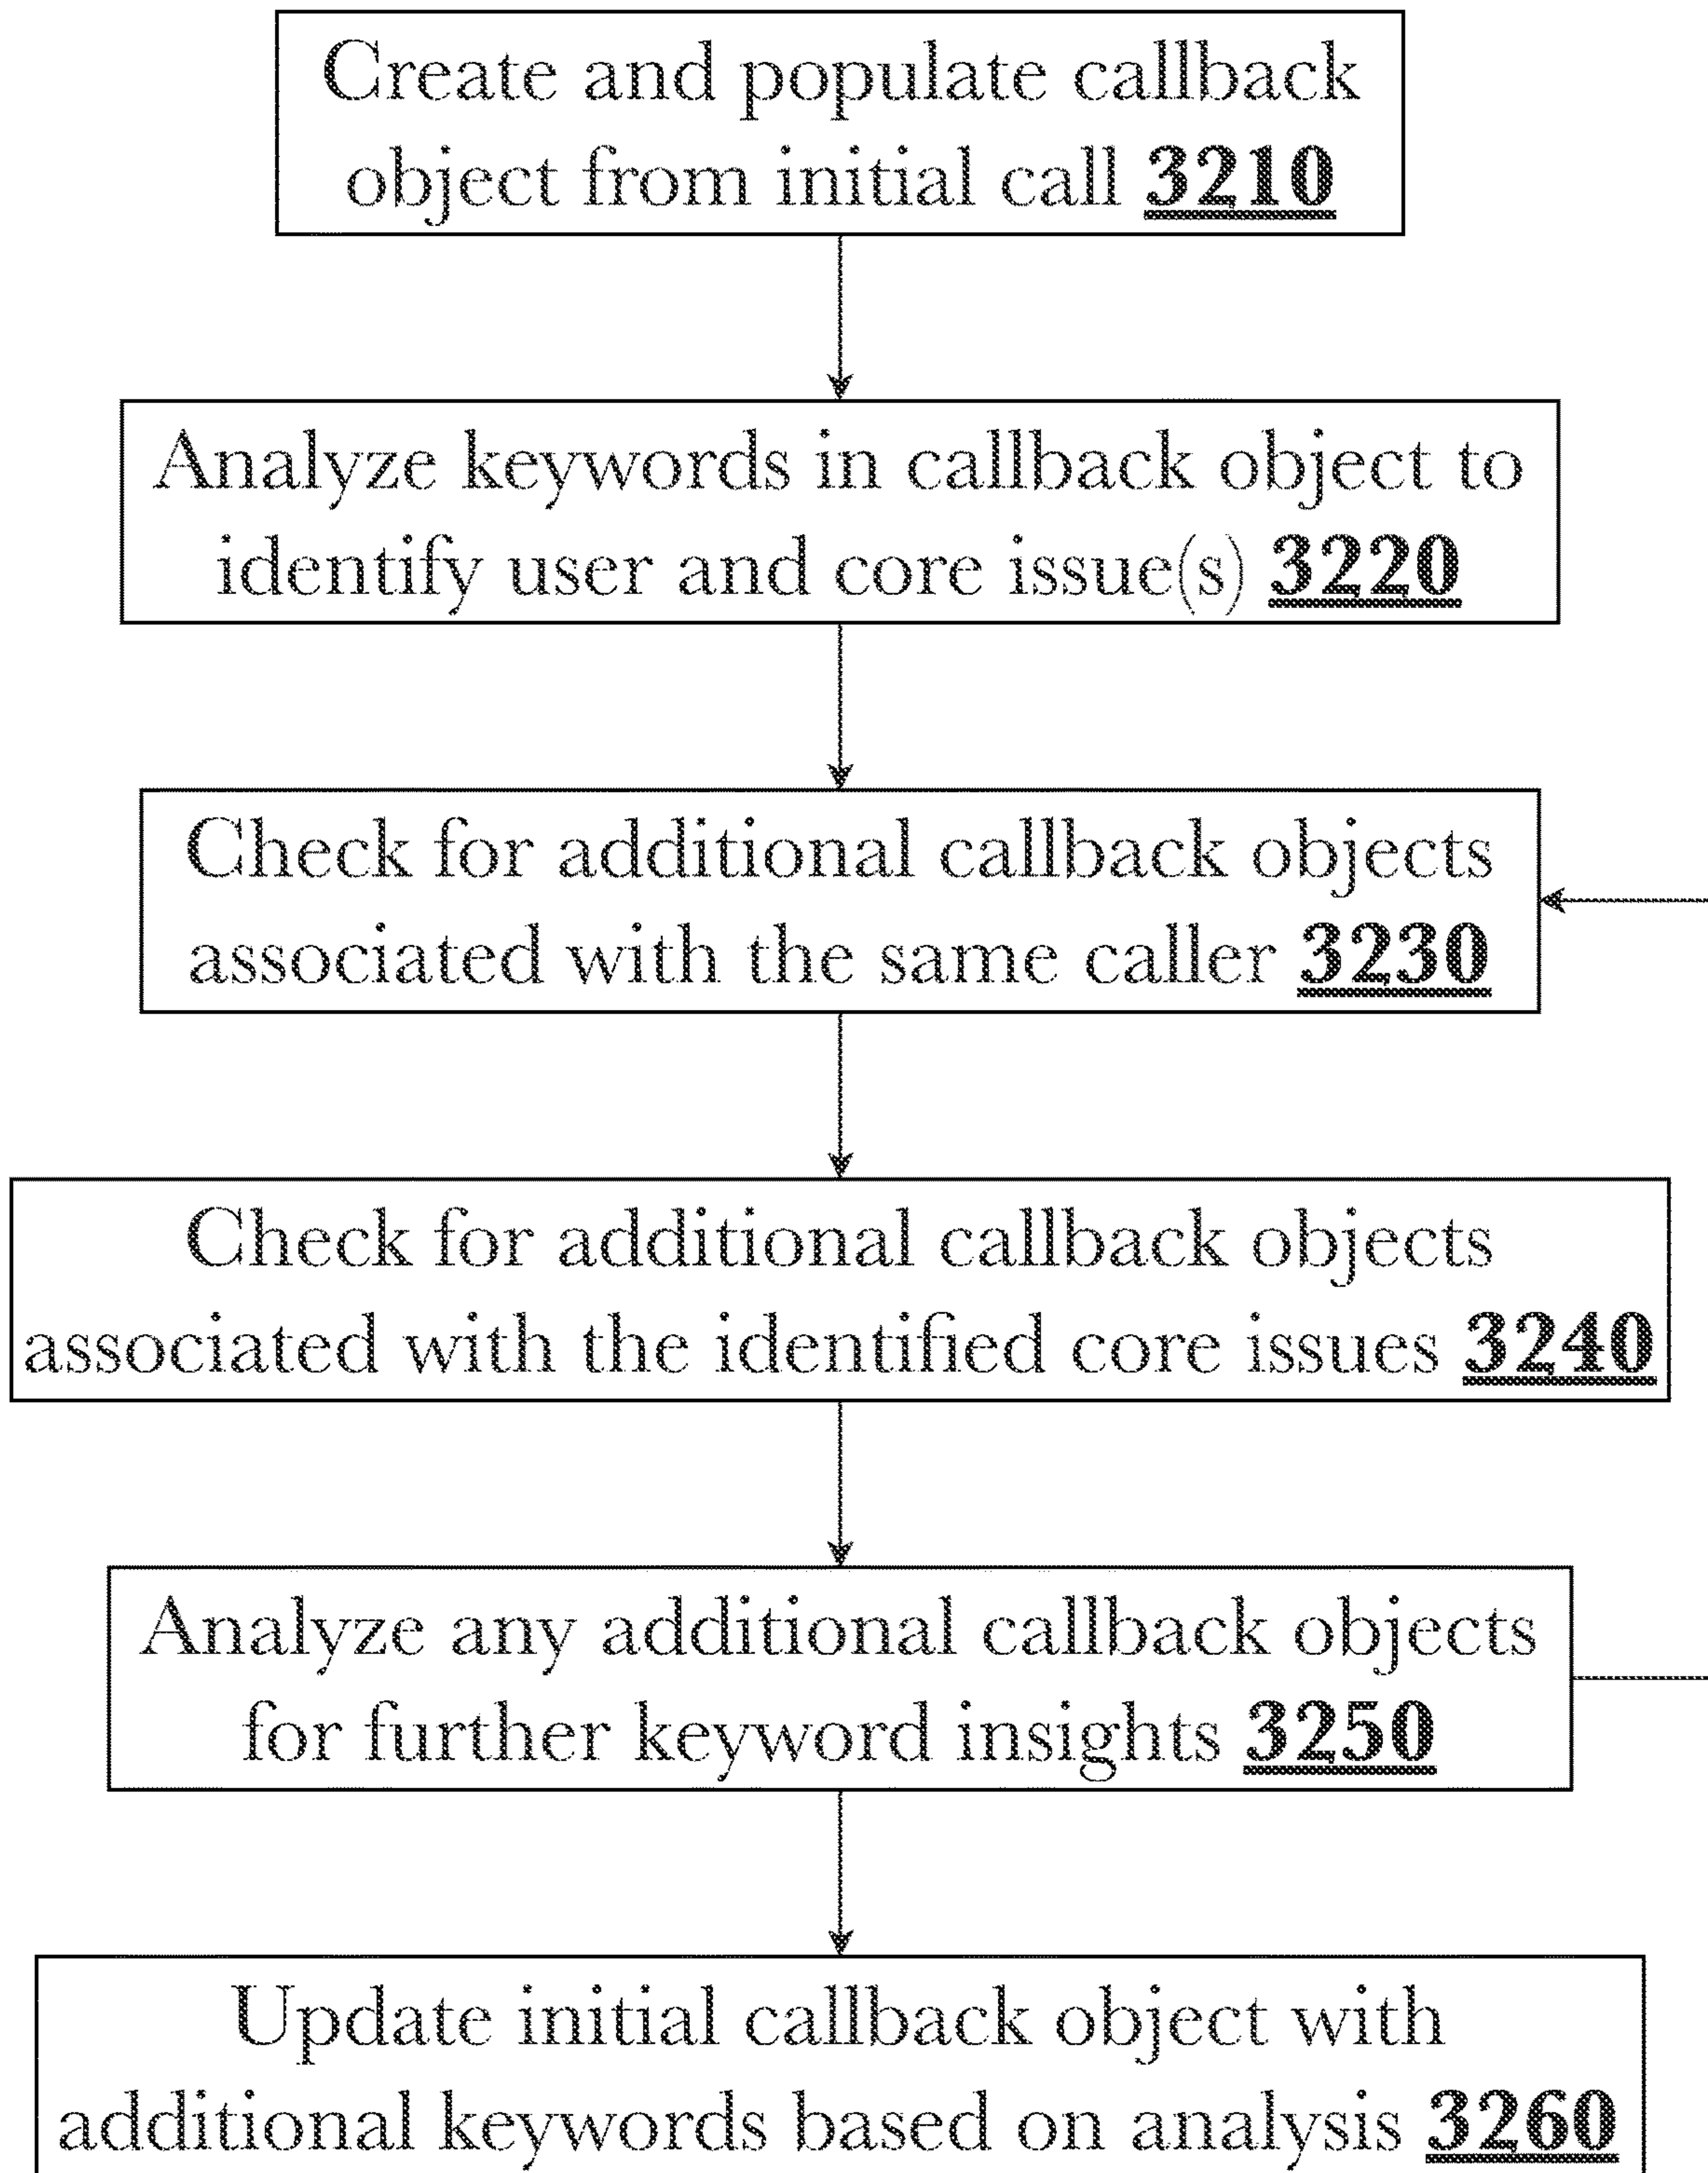 Create and populate callback
object from initial call 3210
Analyze keywords in callback object to
identify user and core issue(s) 3220
Check for additional callback objects
associated with the same caller 3230
Check for additional callback objects
associated with the identified core issues 3240
Analyze any additional callback objects
for further keyword insights 3250
Update initial callback object with
additional keywords based on analysis 3260